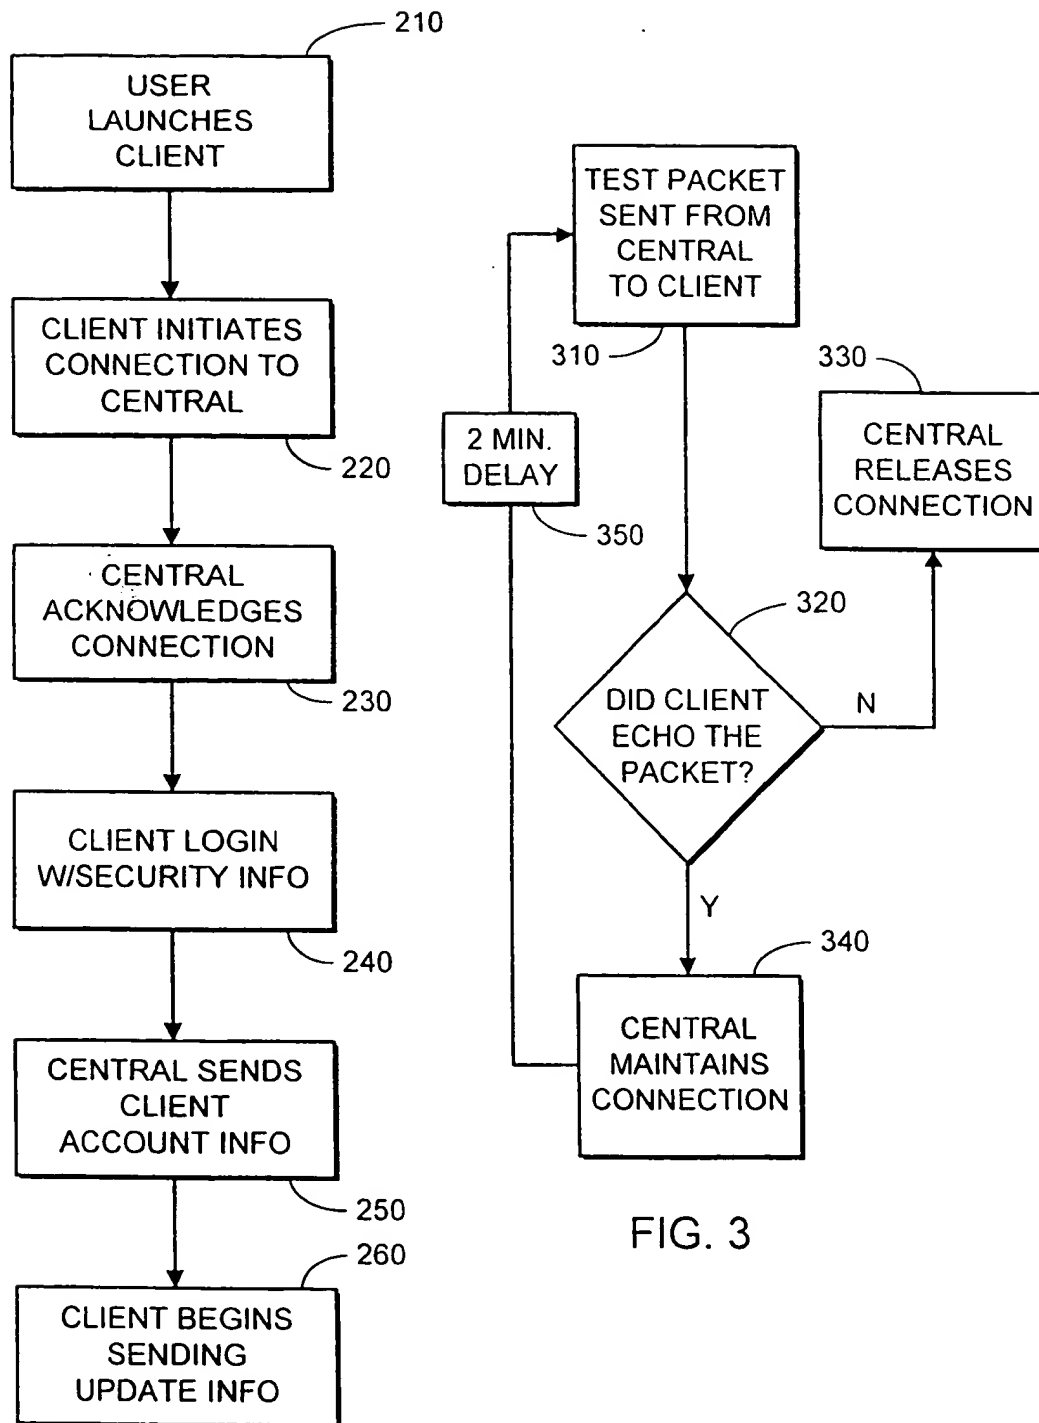 210
USER
LAUNCHES
CLIENT
CLIENT INITIATES
CONNECTION TO
CENTRAL
220
CENTRAL
ACKNOWLEDGES
CONNECTION
230
CLIENT LOGIN
W/SECURITY INFO
240
CENTRAL SENDS
CLIENT
ACCOUNT INFO
250
260
CLIENT BEGINS
SENDING
UPDATE INFO
TEST PACKET
SENT FROM
CENTRAL
TO CLIENT
310
330
CENTRAL
RELEASES
CONNECTION
2 MIN.
DELAY
350
320
DID CLIENT
ECHO THE
PACKET?
N
Y
340
CENTRAL
MAINTAINS
CONNECTION
FIG. 3